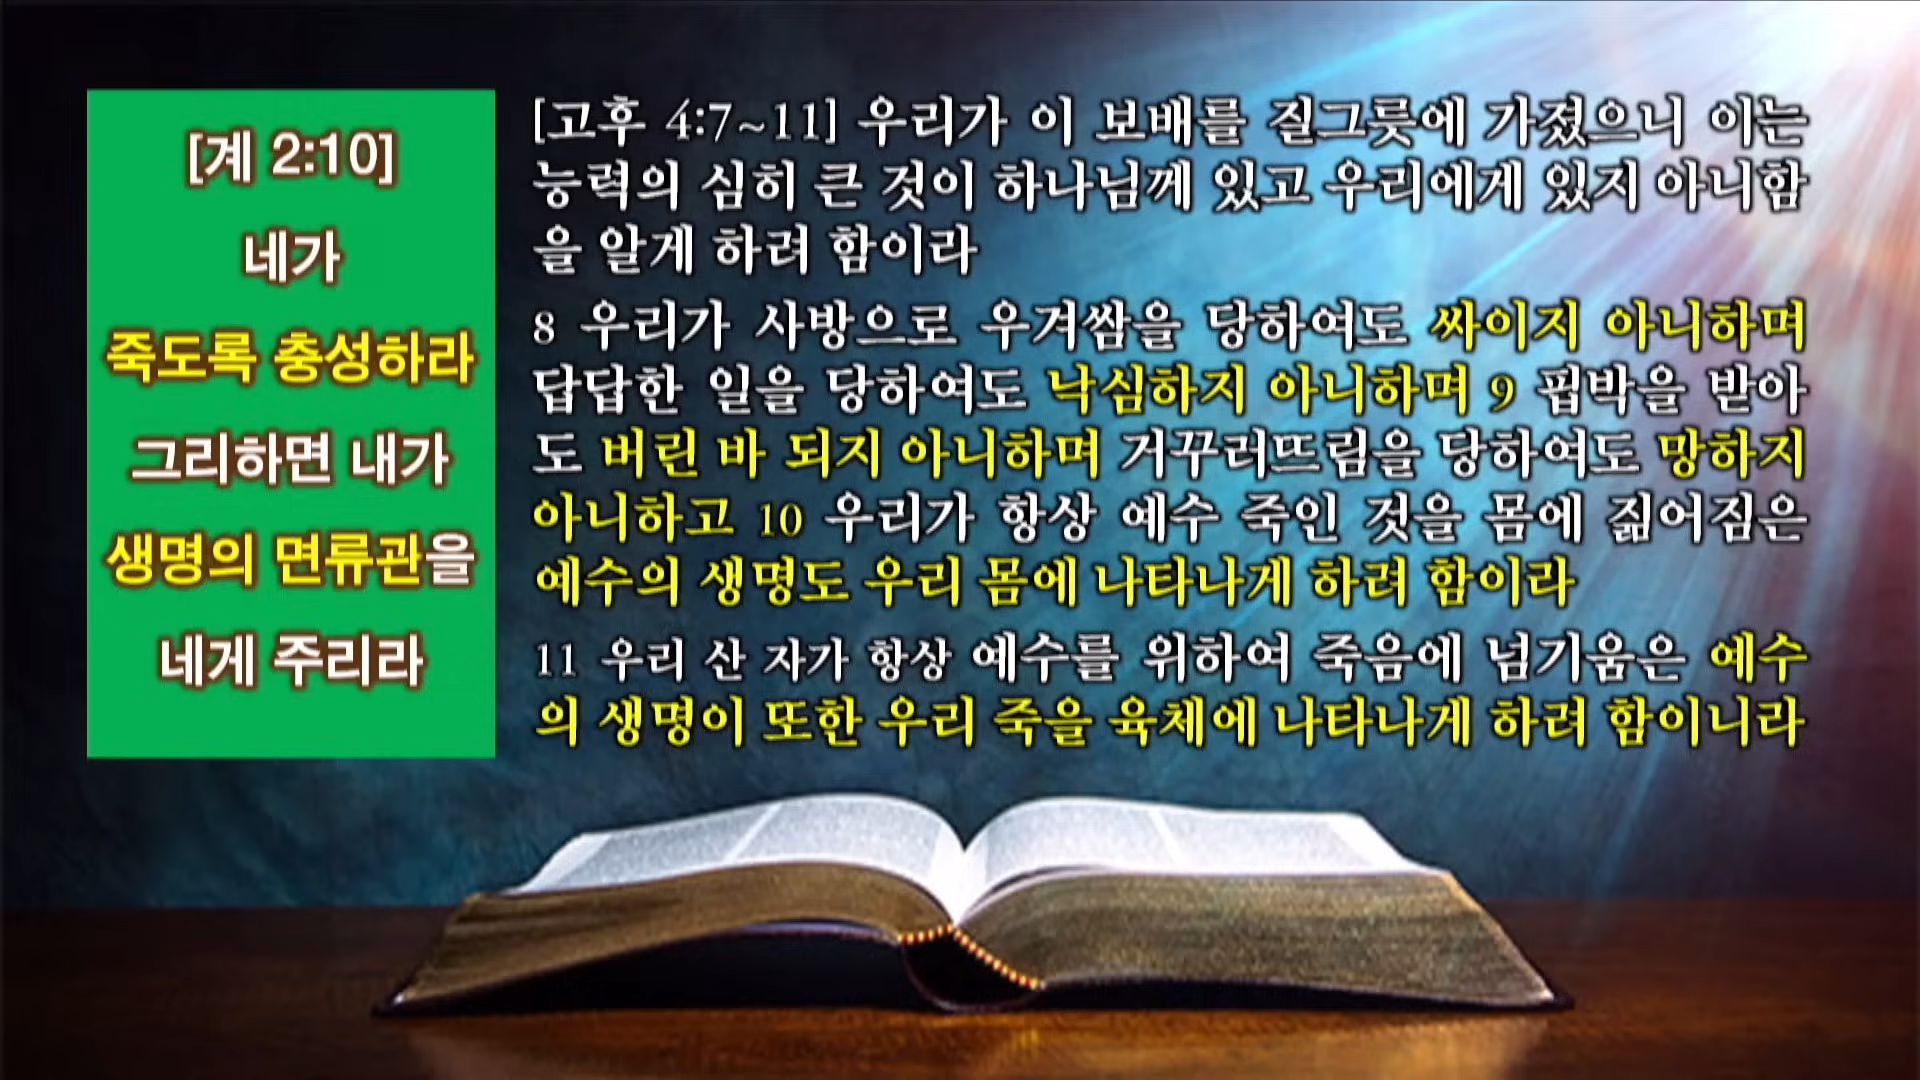 [계 2:10]
네가
죽도록 충성하라
그리하면 내가
생명의 면류관을
네게 주리라
[고후 4:7~11] 우리가 이 보배를 질그릇에 가졌으니 이는
능력의 심히 큰 것이 하나님께 있고 우리에게 있지 아니함
을 알게 하려 함이라
8 우리가 사방으로 우겨쌈을 당하여도 싸이지 아니하며
답답한 일을 당하여도 낙심하지 아니하며 9 핍박을 받아
도 버린 바 되지 아니하며 거꾸러뜨림을 당하여도 망하지
아니하고 10 우리가 항상 예수 죽인 것을 몸에 짊어짐은
예수의 생명도 우리 몸에 나타나게 하려 함이라
11 우리 산 자가 항상 예수를 위하여 죽음에 넘기움은 예수
의 생명이 또한 우리 죽을 육체에 나타나게 하려 함이니라